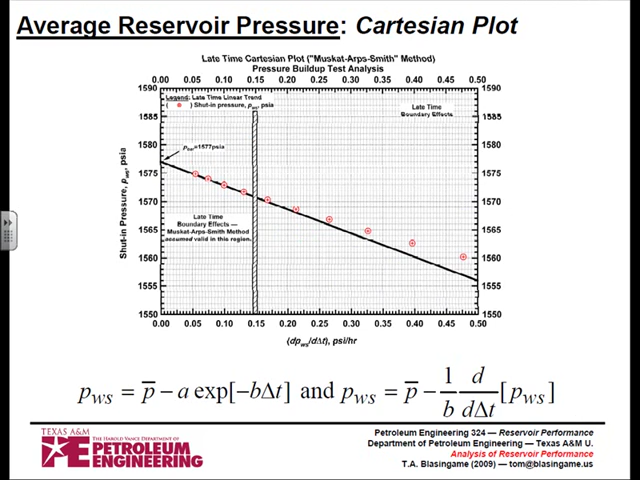 Average Reservoir Pressure: Cartesian Plot
Late Time Cartesian Plot ("Muskat-Arps-Smith" Method)
Pressure Buildup Test Analysis
0.00 0.05 0.10 0.15 0.20 0.25 0.30 0.35 0.40 0.45 0.50
1590 1590
Legend: Late Time Linear Trend
( ) Shut-in pressure, pws, psia
Late Time
Boundary Effects
1585 1585
1580 1580
pbar=1577psia
1575 1575
1570 1570
Late Time
Boundary Effects —
Muskat-Arps-Smith Method
assumed valid in this region.
1565 1565
1560 1560
1555 1555
1550 1550
Shut-in Pressure, pws, psia
0.00 0.05 0.10 0.15 0.20 0.25 0.30 0.35 0.40 0.45 0.50
(dpws/dΔt), psi/hr
pws = p̅ − a exp[−bΔt] and pws = p̅ − 1/b d/dΔt [pws]
TEXAS A&M
THE HAROLD VANCE DEPARTMENT OF
PETROLEUM
ENGINEERING
Petroleum Engineering 324 — Reservoir Performance
Department of Petroleum Engineering — Texas A&M U.
Analysis of Reservoir Performance
T.A. Blasingame (2009) — tom@blasingame.us